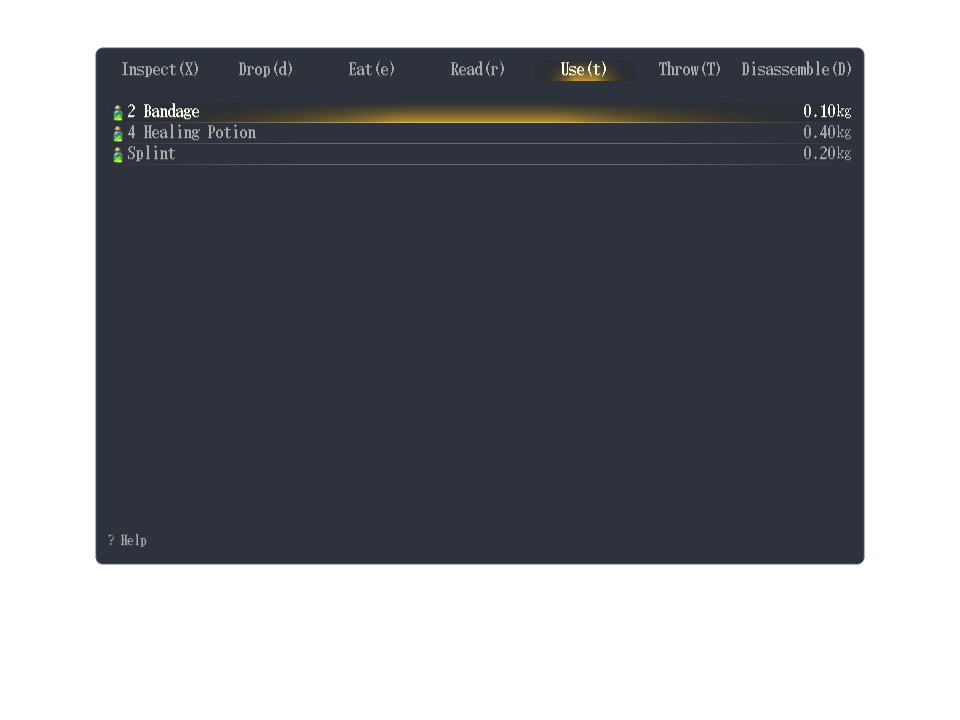 Inspect(X) Drop(d) Eat(e) Read(r) Use(t) Throw(T) Disassemble(D)
2 Bandage 0.10kg
4 Healing Potion 0.40kg
Splint 0.20kg
? Help